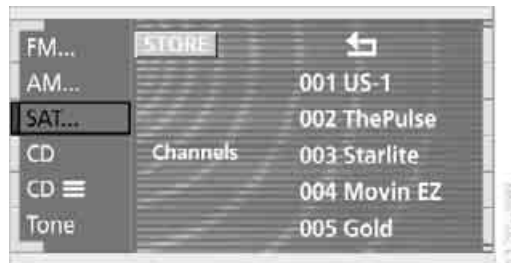 FM...
AM...
SAT...
CD
CD
Tone
STORE
Channels
001 US-1
002 ThePulse
003 Starlite
004 Movin EZ
005 Gold